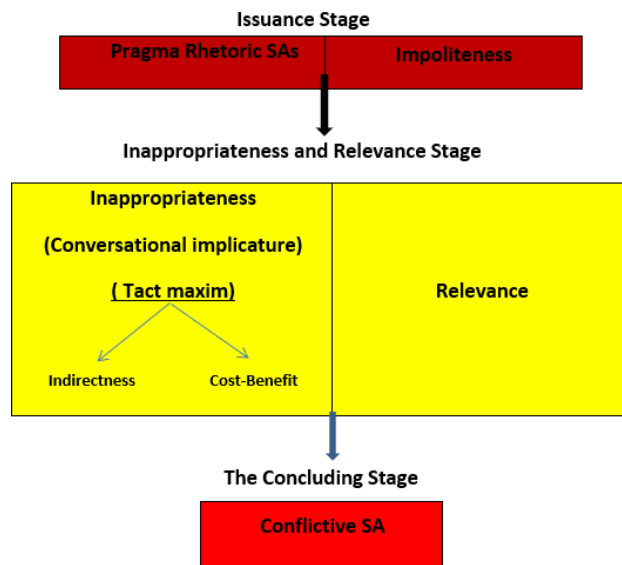 Issuance Stage
Pragma Rhetoric SAs
Impoliteness
Inappropriateness and Relevance Stage
Inappropriateness
(Conversational implicature)
( Tact maxim)
Relevance
Indirectness
Cost-Benefit
The Concluding Stage
Conflictive SA